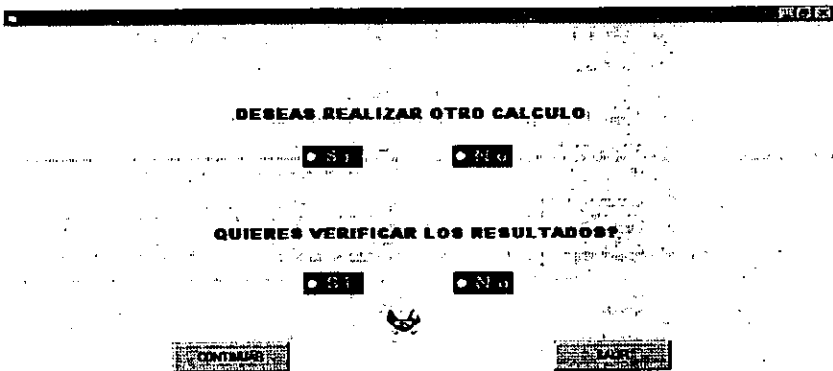 DESEAS REALIZAR OTRO CALCULO
Si No
QUIERES VERIFICAR LOS RESULTADOS?
Si No
CONTINUAR SALIR